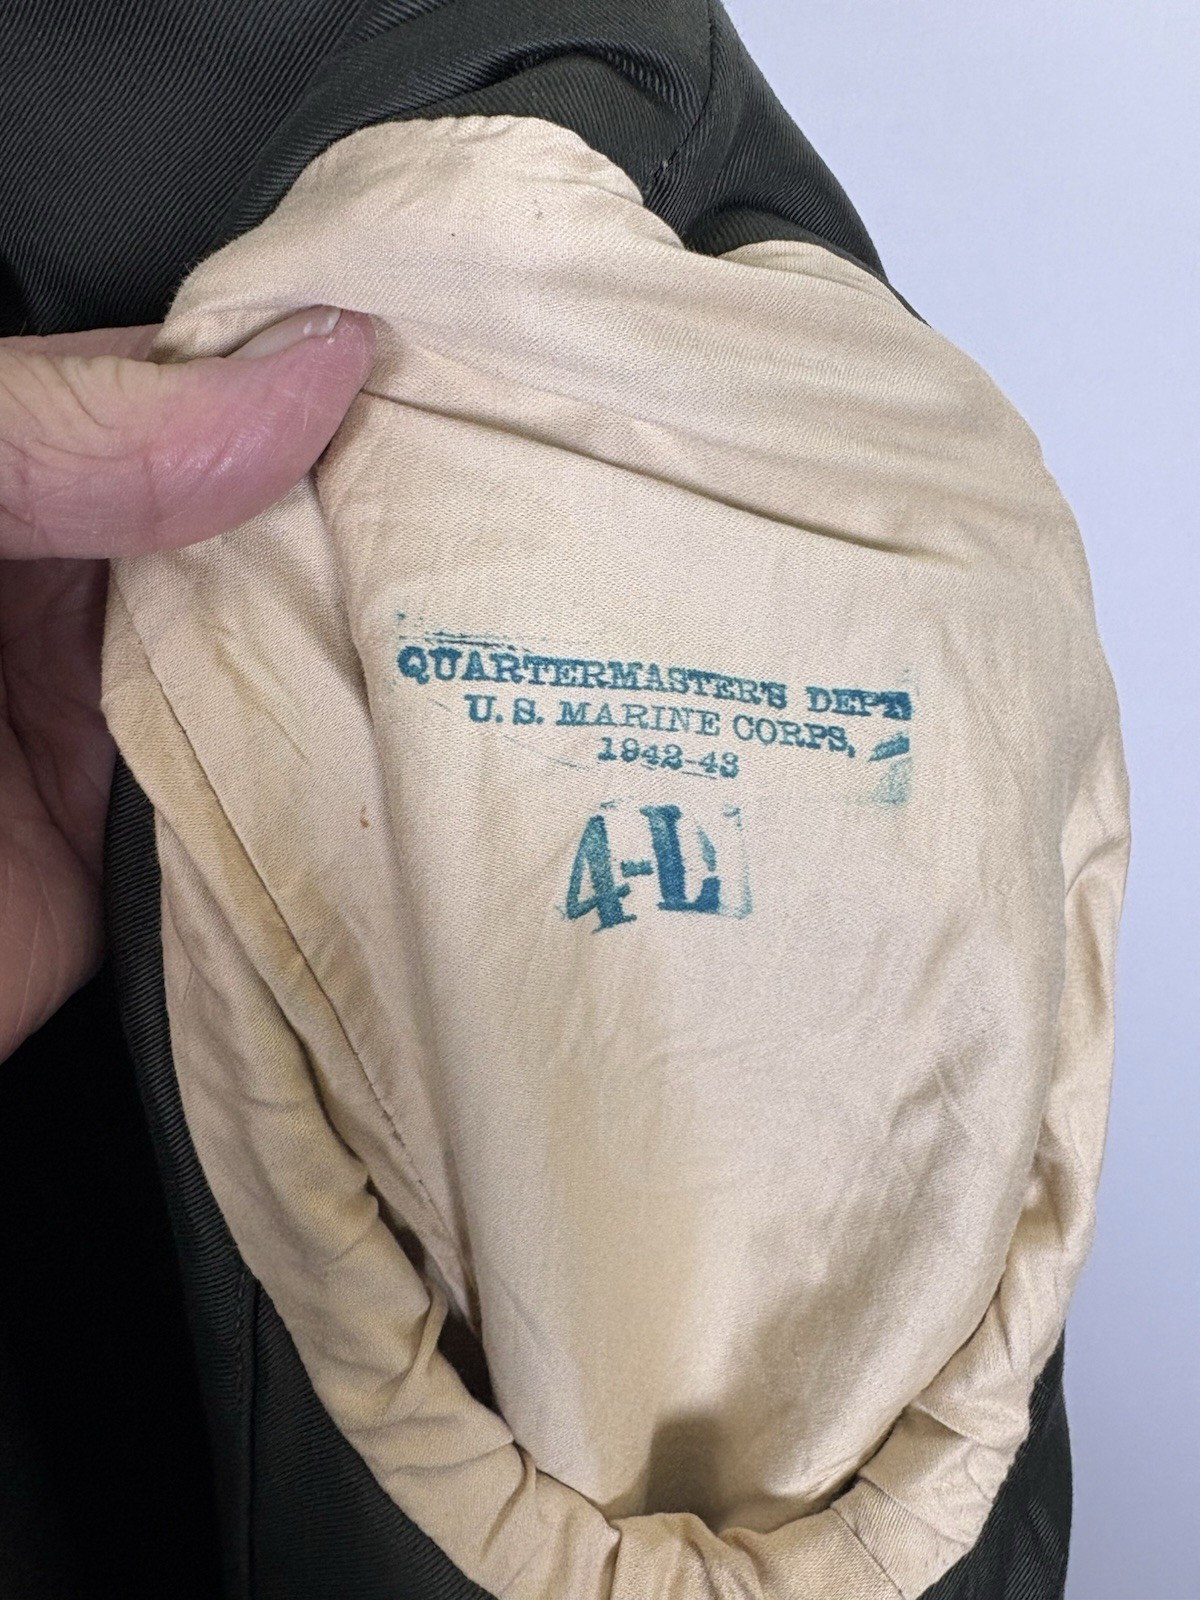 QUARTERMASTER'S DEPT.
U. S. MARINE CORPS,
1942-43
4-L